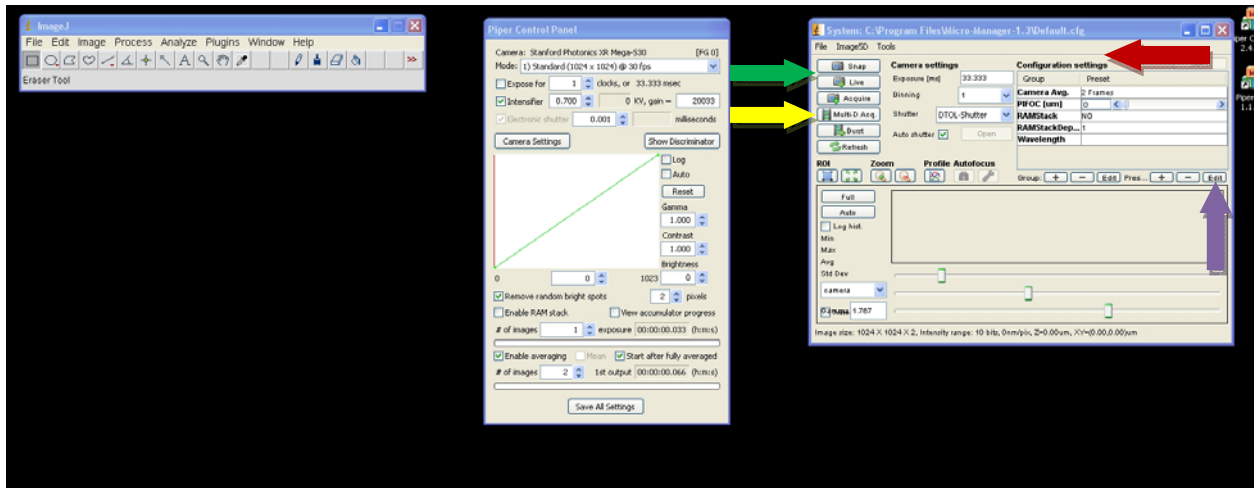 ImageJ
File Edit Image Process Analyze Plugins Window Help
A
>>
Eraser Tool
Piper Control Panel
Camera: Stanford Photonics XR Mega-S30 [FG 0]
Mode: 1) Standard (1024 x 1024) @ 30 fps
Expose for 1 clocks, or 33.333 msec
Intensifier 0.700 0 KV, gain = 20033
Electronic shutter 0.001 milliseconds
Camera Settings Show Discriminator
Log
Auto
Reset
Gamma
1.000
Contrast
1.000
Brightness
0 0 1023 0
Remove random bright spots 2 pixels
Enable RAM stack View accumulator progress
# of images 1 exposure 00:00:00.033 (h:m:s)
Enable averaging Mean Start after fully averaged
# of images 2 1st output 00:00:00.066 (h:m:s)
Save All Settings
System: C:\Program Files\Micro-Manager-1.3\Default.cfg
File Image5D Tools
Snap Camera settings Configuration settings
Live Exposure [ms] 33.333 Group Preset
Acquire Binning 1 Camera Avg. 2 Frames
PIFOC [um] 0
Multi-D Acq. Shutter DTOL-Shutter RAMStack NO
Burst Auto shutter Open RAMStackDep... 1
Refresh Wavelength
ROI Zoom Profile Autofocus
Group: + - Edit Pres... + - Edit
Full
Auto
Log hist.
Min
Max
Avg
Std Dev
camera
Gamma 1.767
Image size: 1024 X 1024 X 2, Intensity range: 10 bits, 0nm/pix, Z=0.00um, XY=(0.00,0.00)um
per C
2.4.
Piper
1.1.